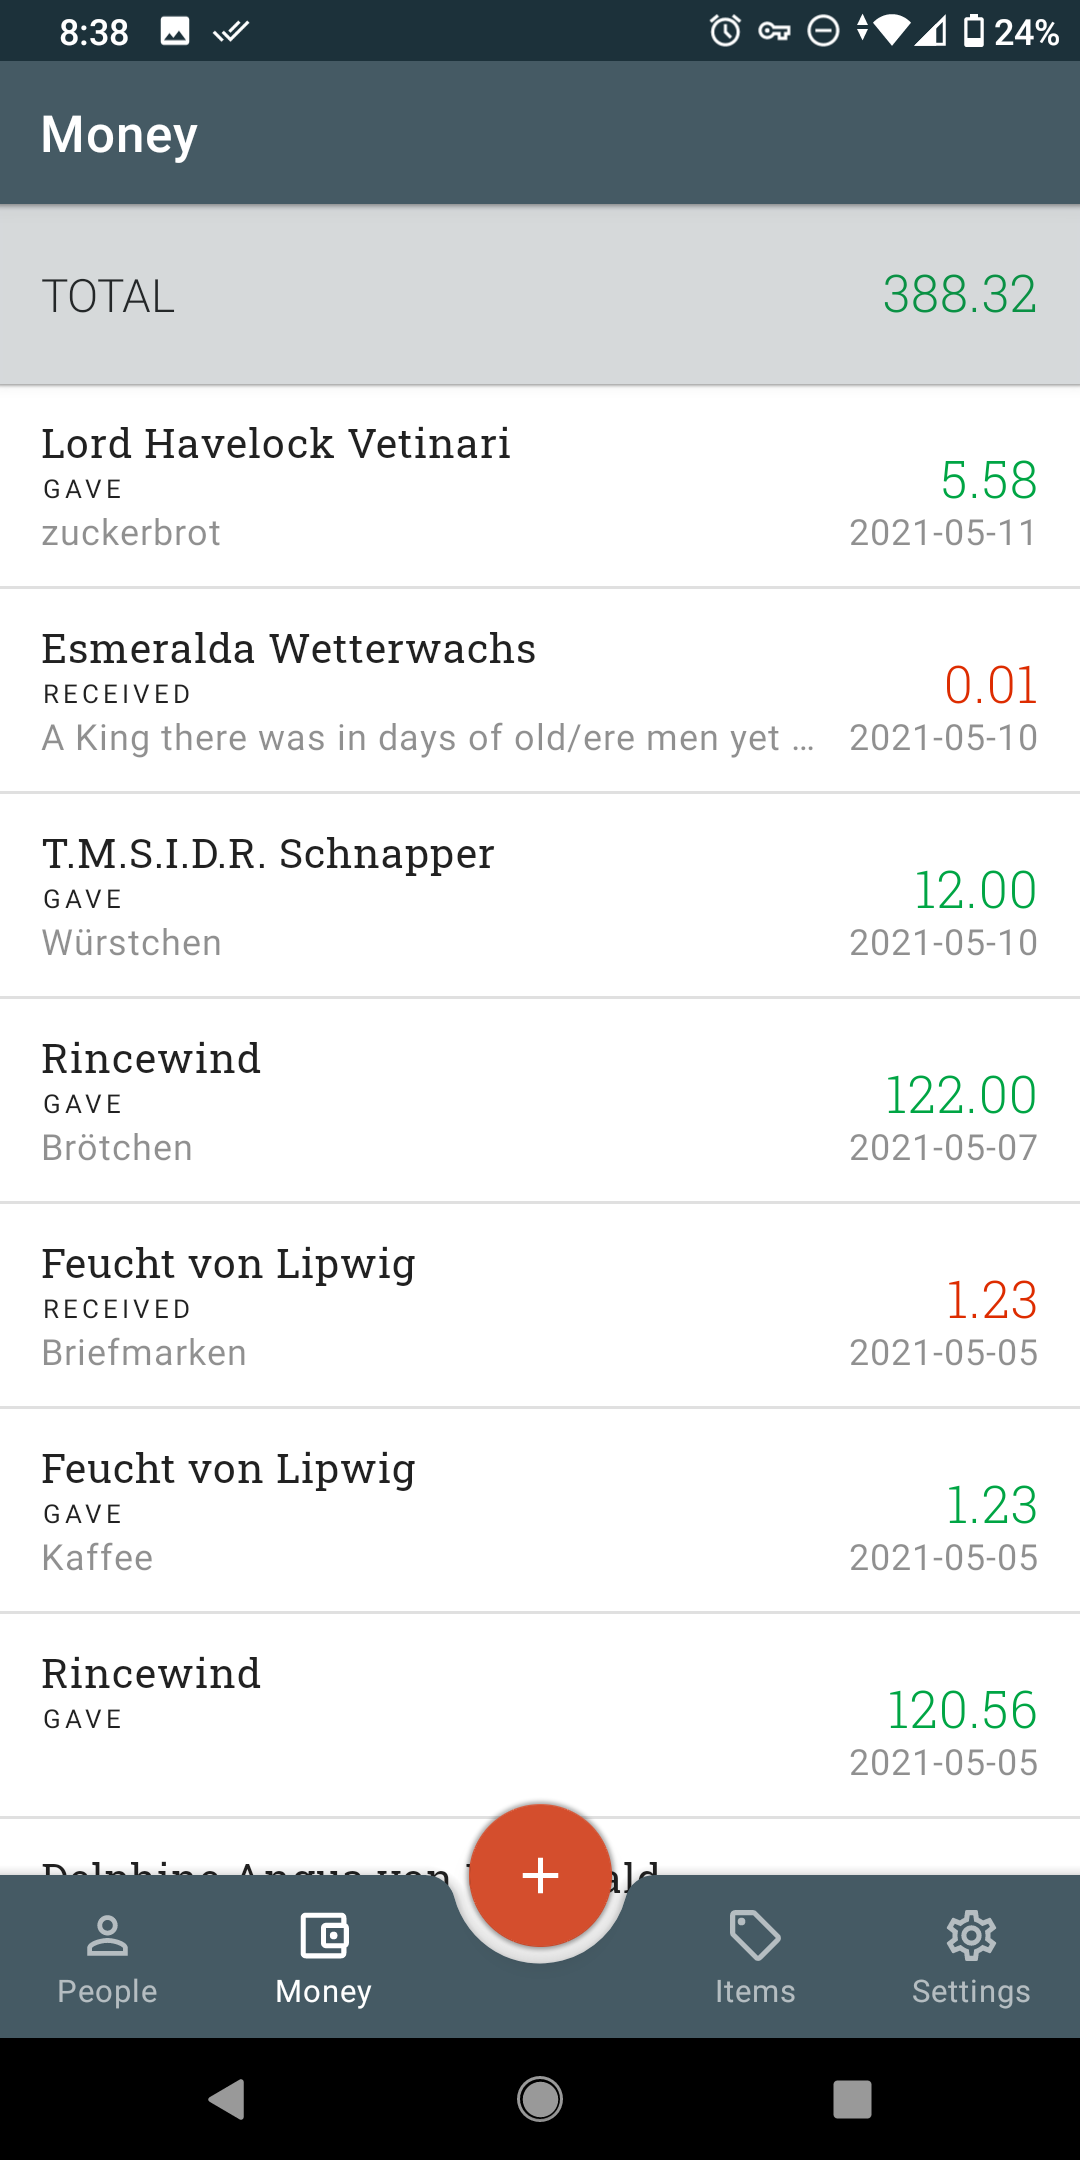 8:38 24%
Money
TOTAL 388.32
Lord Havelock Vetinari
GAVE 5.58
zuckerbrot 2021-05-11
Esmeralda Wetterwachs
RECEIVED 0.01
A King there was in days of old/ere men yet ... 2021-05-10
T.M.S.I.D.R. Schnapper
GAVE 12.00
Würstchen 2021-05-10
Rincewind
GAVE 122.00
Brötchen 2021-05-07
Feucht von Lipwig
RECEIVED 1.23
Briefmarken 2021-05-05
Feucht von Lipwig
GAVE 1.23
Kaffee 2021-05-05
Rincewind
GAVE 120.56
2021-05-05
Delphine Angua von
People Money Items Settings